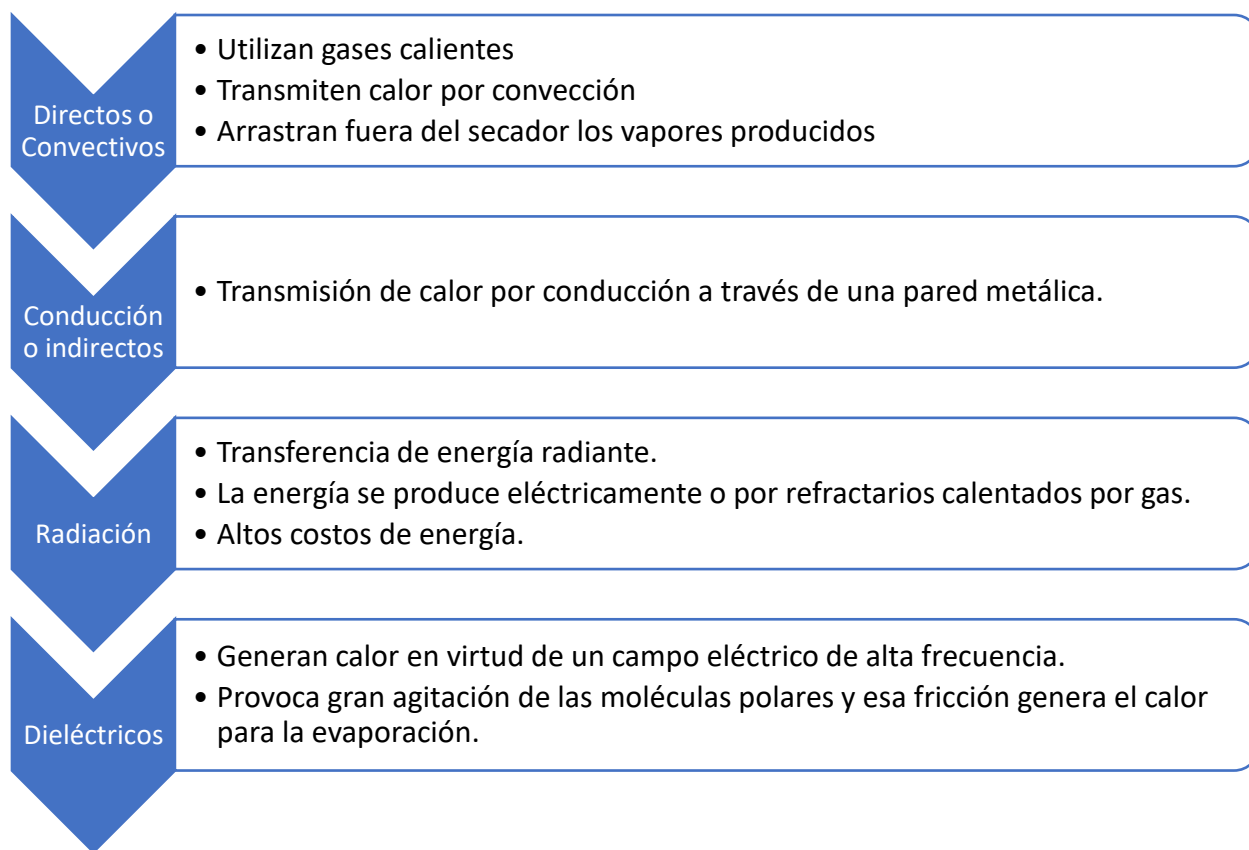 Directos o
Convectivos
• Utilizan gases calientes
• Transmiten calor por convección
• Arrastran fuera del secador los vapores producidos
Conducción
o indirectos
• Transmisión de calor por conducción a través de una pared metálica.
Radiación
• Transferencia de energía radiante.
• La energía se produce eléctricamente o por refractarios calentados por gas.
• Altos costos de energía.
Dieléctricos
• Generan calor en virtud de un campo eléctrico de alta frecuencia.
• Provoca gran agitación de las moléculas polares y esa fricción genera el calor
para la evaporación.